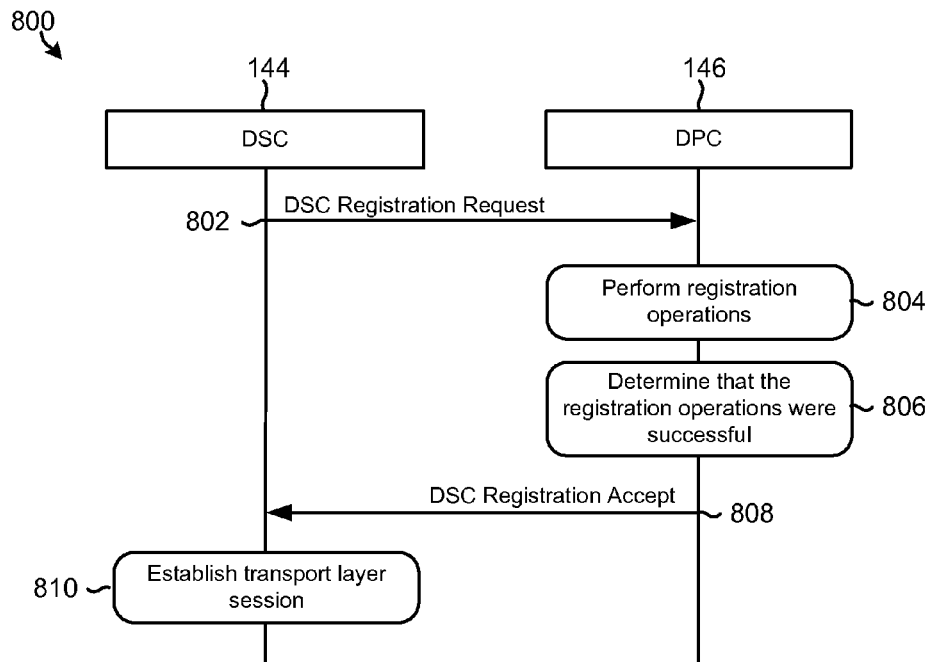 800
144
146
DSC
DPC
DSC Registration Request
802
Perform registration
operations
804
Determine that the
registration operations were
successful
806
DSC Registration Accept
808
Establish transport layer
session
810